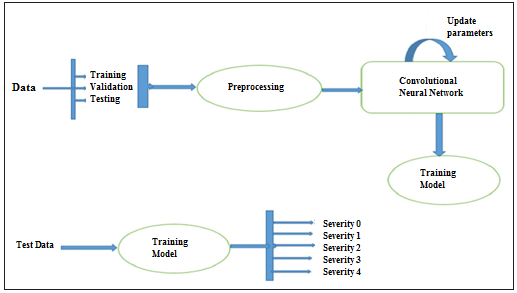 Update
parameters
Data
Training
Validation
Testing
Preprocessing
Convolutional
Neural Network
Training
Model
Test Data
Training
Model
Severity 0
Severity 1
Severity 2
Severity 3
Severity 4